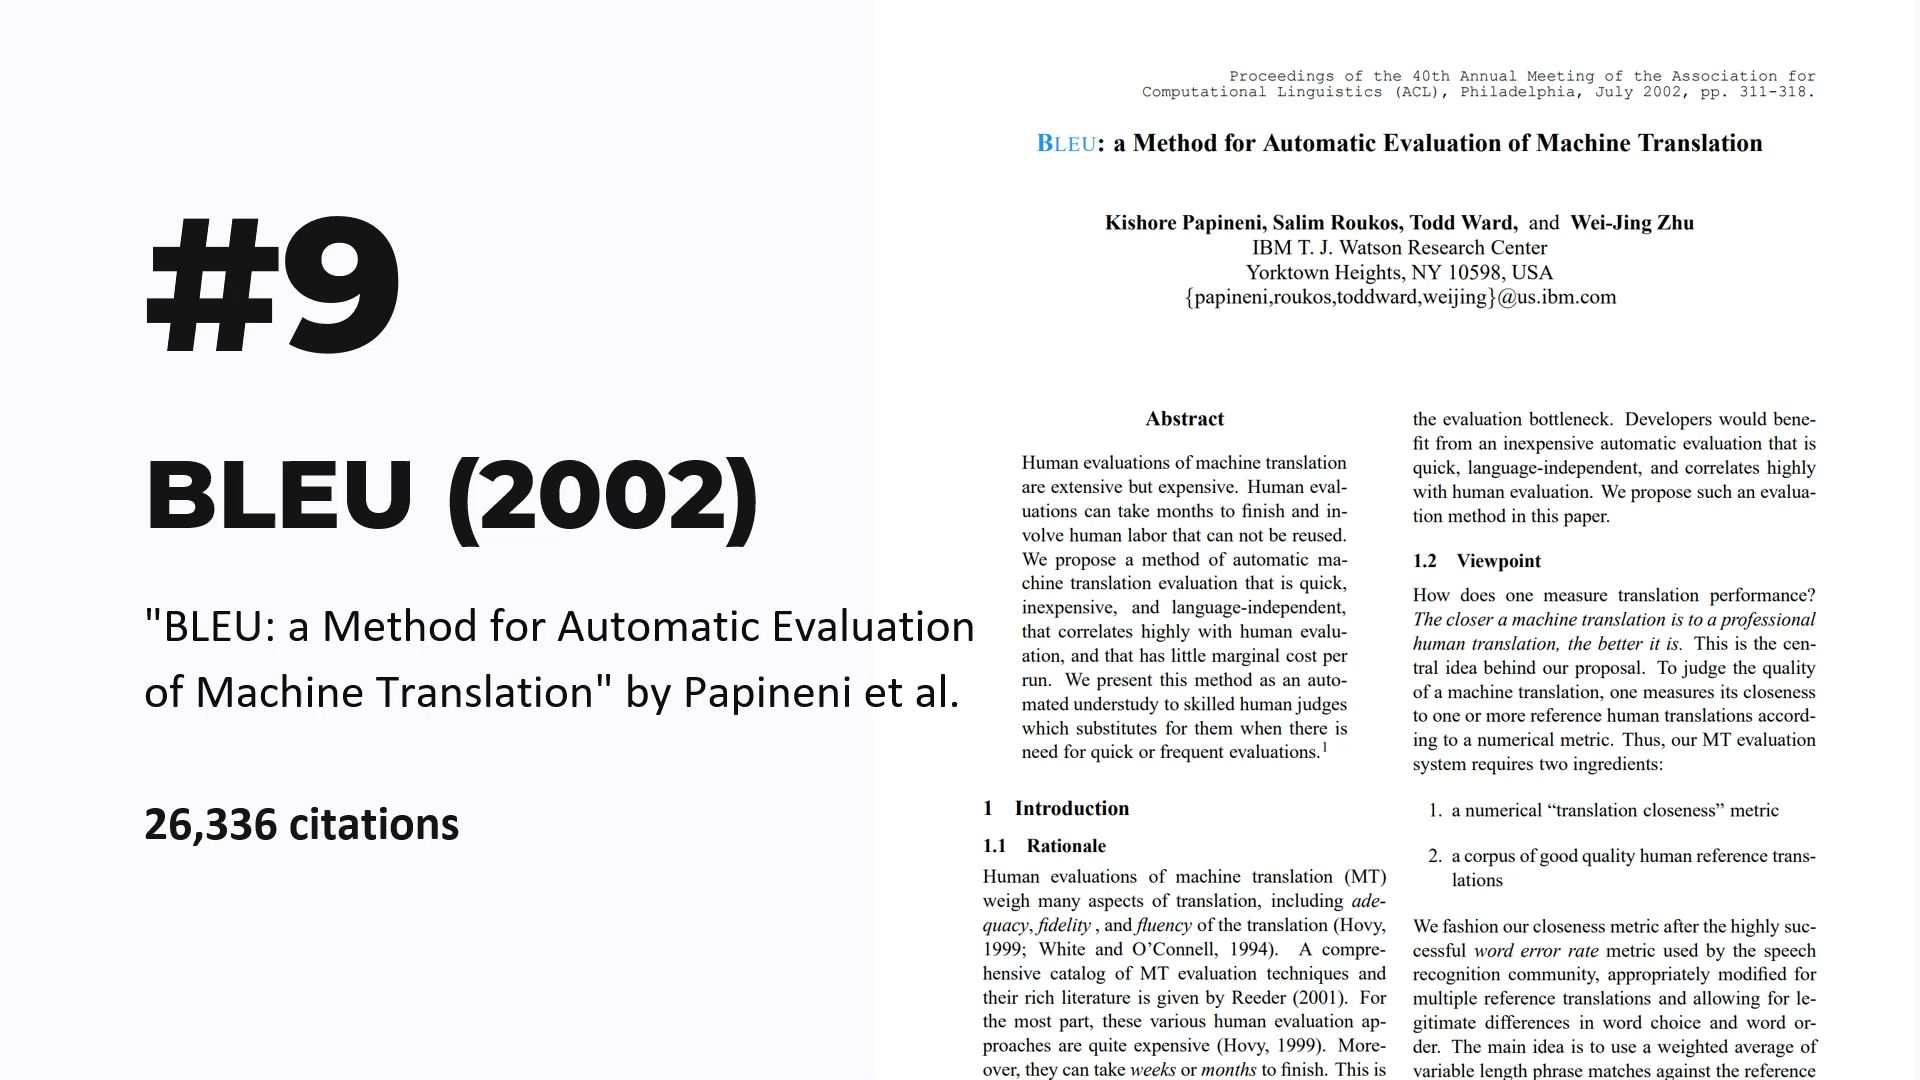 #9
BLEU (2002)
"BLEU: a Method for Automatic Evaluation
of Machine Translation" by Papineni et al.
26,336 citations
Proceedings of the 40th Annual Meeting of the Association for
Computational Linguistics (ACL), Philadelphia, July 2002, pp. 311-318.
BLEU: a Method for Automatic Evaluation of Machine Translation
Kishore Papineni, Salim Roukos, Todd Ward, and Wei-Jing Zhu
IBM T. J. Watson Research Center
Yorktown Heights, NY 10598, USA
{papineni,roukos,toddward,weijing}@us.ibm.com
Abstract
Human evaluations of machine translation
are extensive but expensive. Human eval-
uations can take months to finish and in-
volve human labor that can not be reused.
We propose a method of automatic ma-
chine translation evaluation that is quick,
inexpensive, and language-independent,
that correlates highly with human evalu-
ation, and that has little marginal cost per
run. We present this method as an auto-
mated understudy to skilled human judges
which substitutes for them when there is
need for quick or frequent evaluations.1
1 Introduction
1.1 Rationale
Human evaluations of machine translation (MT)
weigh many aspects of translation, including ade-
quacy, fidelity , and fluency of the translation (Hovy,
1999; White and O’Connell, 1994). A compre-
hensive catalog of MT evaluation techniques and
their rich literature is given by Reeder (2001). For
the most part, these various human evaluation ap-
proaches are quite expensive (Hovy, 1999). More-
over, they can take weeks or months to finish. This is
the evaluation bottleneck. Developers would bene-
fit from an inexpensive automatic evaluation that is
quick, language-independent, and correlates highly
with human evaluation. We propose such an evalua-
tion method in this paper.
1.2 Viewpoint
How does one measure translation performance?
The closer a machine translation is to a professional
human translation, the better it is. This is the cen-
tral idea behind our proposal. To judge the quality
of a machine translation, one measures its closeness
to one or more reference human translations accord-
ing to a numerical metric. Thus, our MT evaluation
system requires two ingredients:
1. a numerical “translation closeness” metric
2. a corpus of good quality human reference trans-
lations
We fashion our closeness metric after the highly suc-
cessful word error rate metric used by the speech
recognition community, appropriately modified for
multiple reference translations and allowing for le-
gitimate differences in word choice and word or-
der. The main idea is to use a weighted average of
variable length phrase matches against the reference